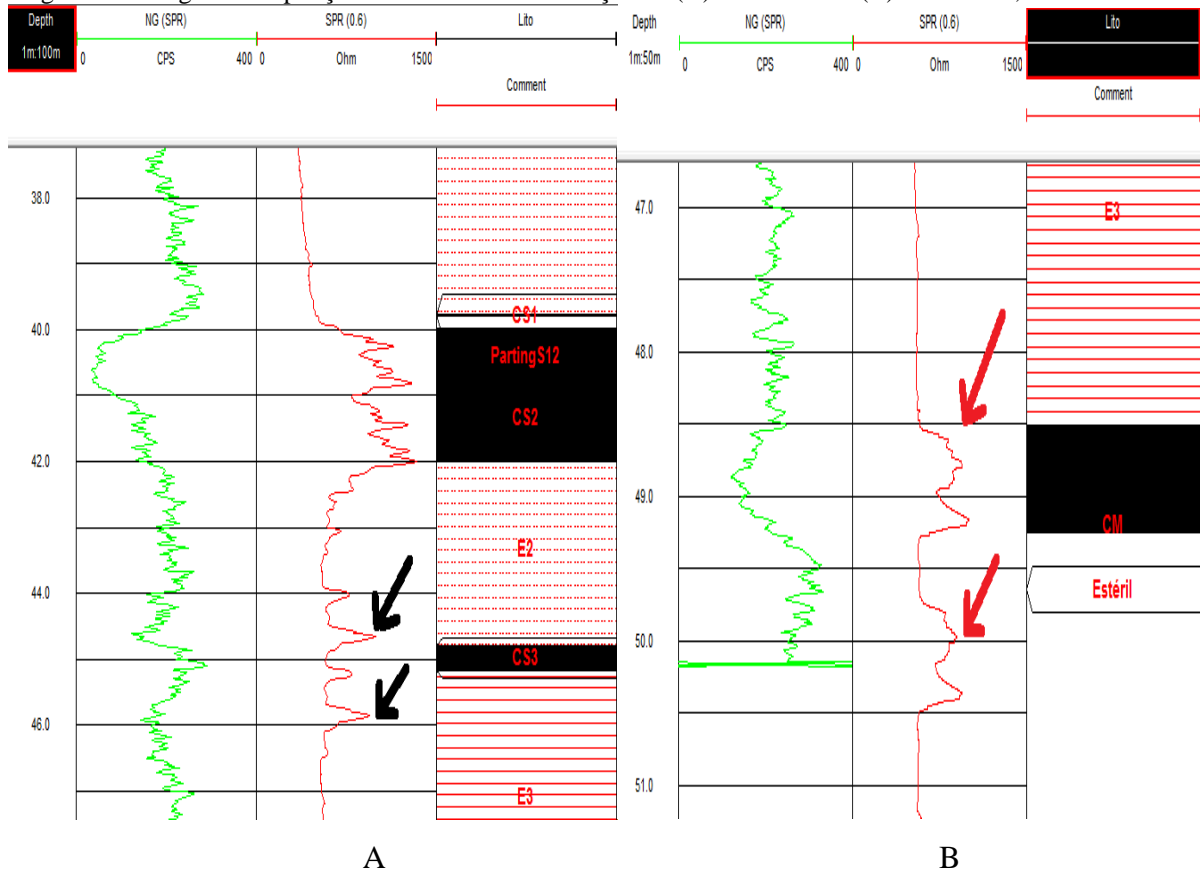 Depth
1m:100m
NG (SPR)
0 CPS 400
SPR (0.6)
0 Ohm 1500
Lito
Comment
38.0
40.0
42.0
44.0
46.0
CS1
PartingS12
CS2
E2
CS3
E3
A
Depth
1m:50m
NG (SPR)
0 CPS 400
SPR (0.6)
0 Ohm 1500
Lito
Comment
47.0
48.0
49.0
50.0
51.0
E3
CM
Estéril
B